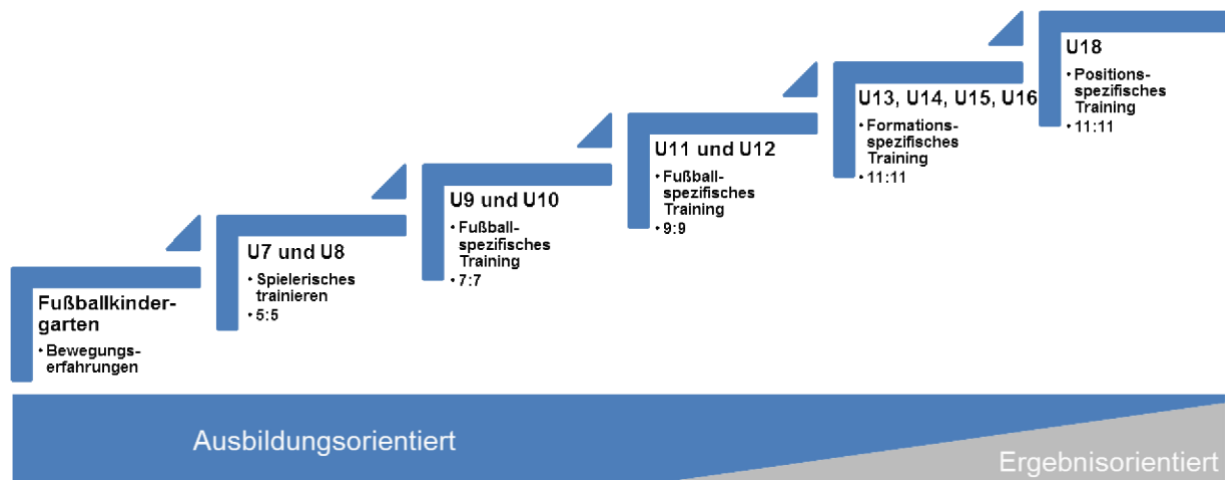 Fußballkinder-
garten
• Bewegungs-
erfahrungen
U7 und U8
• Spielerisches
trainieren
• 5:5
U9 und U10
• Fußball-
spezifisches
Training
• 7:7
U11 und U12
• Fußball-
spezifisches
Training
• 9:9
U13, U14, U15, U16
• Formations-
spezifisches
Training
• 11:11
U18
• Positions-
spezifisches
Training
• 11:11
Ausbildungsorientiert
Ergebnisorientiert